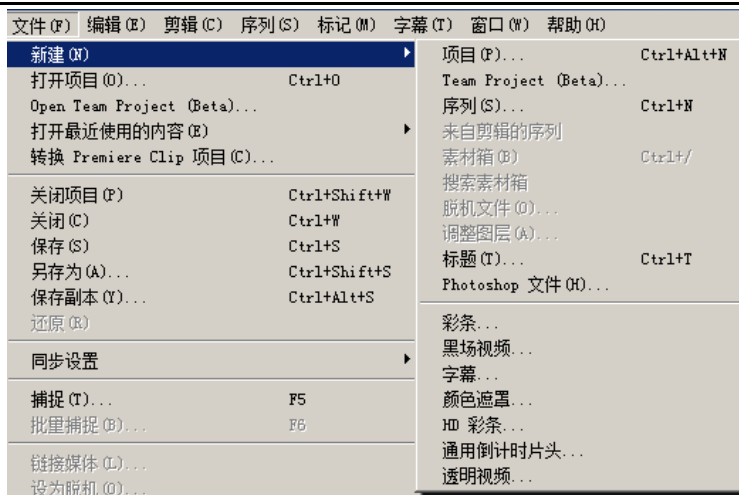 文件(F) 编辑(E) 剪辑(C) 序列(S) 标记(M) 字幕(T) 窗口(W) 帮助(H)
新建(N)
打开项目(O)... Ctrl+O
Open Team Project (Beta)...
打开最近使用的内容(E)
转换 Premiere Clip 项目(C)...
关闭项目(P) Ctrl+Shift+W
关闭(C) Ctrl+W
保存(S) Ctrl+S
另存为(A)... Ctrl+Shift+S
保存副本(Y)... Ctrl+Alt+S
还原(R)
同步设置
捕捉(T)... F5
批量捕捉(B)... F6
链接媒体(L)...
设为脱机(O)...
项目(P)... Ctrl+Alt+N
Team Project (Beta)...
序列(S)... Ctrl+N
来自剪辑的序列
素材箱(B) Ctrl+/
搜索素材箱
脱机文件(O)...
调整图层(A)...
标题(T)... Ctrl+T
Photoshop 文件(H)...
彩条...
黑场视频...
字幕...
颜色遮罩...
HD 彩条...
通用倒计时片头...
透明视频...